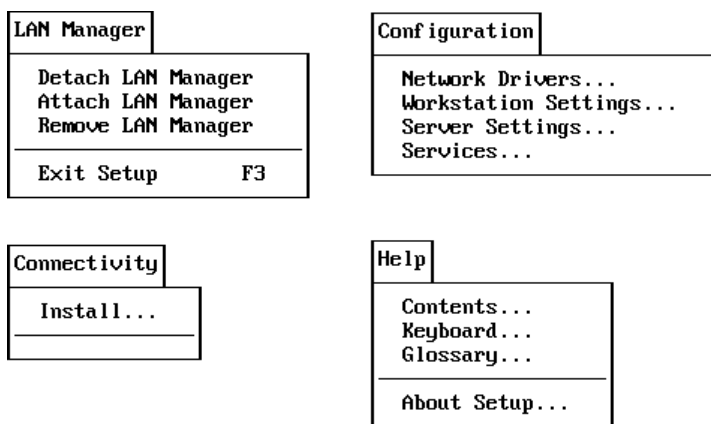 LAN Manager
Detach LAN Manager
Attach LAN Manager
Remove LAN Manager
Exit Setup F3
Configuration
Network Drivers...
Workstation Settings...
Server Settings...
Services...
Connectivity
Install...
Help
Contents...
Keyboard...
Glossary...
About Setup...